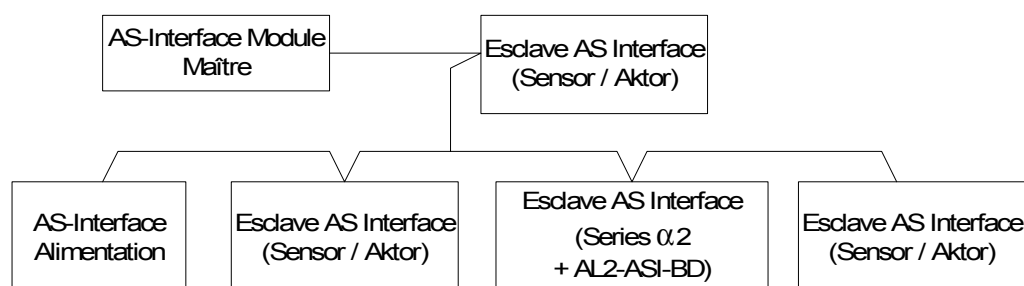 AS-Interface Module
Maître
Esclave AS Interface
(Sensor / Aktor)
AS-Interface
Alimentation
Esclave AS Interface
(Sensor / Aktor)
Esclave AS Interface
(Series α2
+ AL2-ASI-BD)
Esclave AS Interface
(Sensor / Aktor)